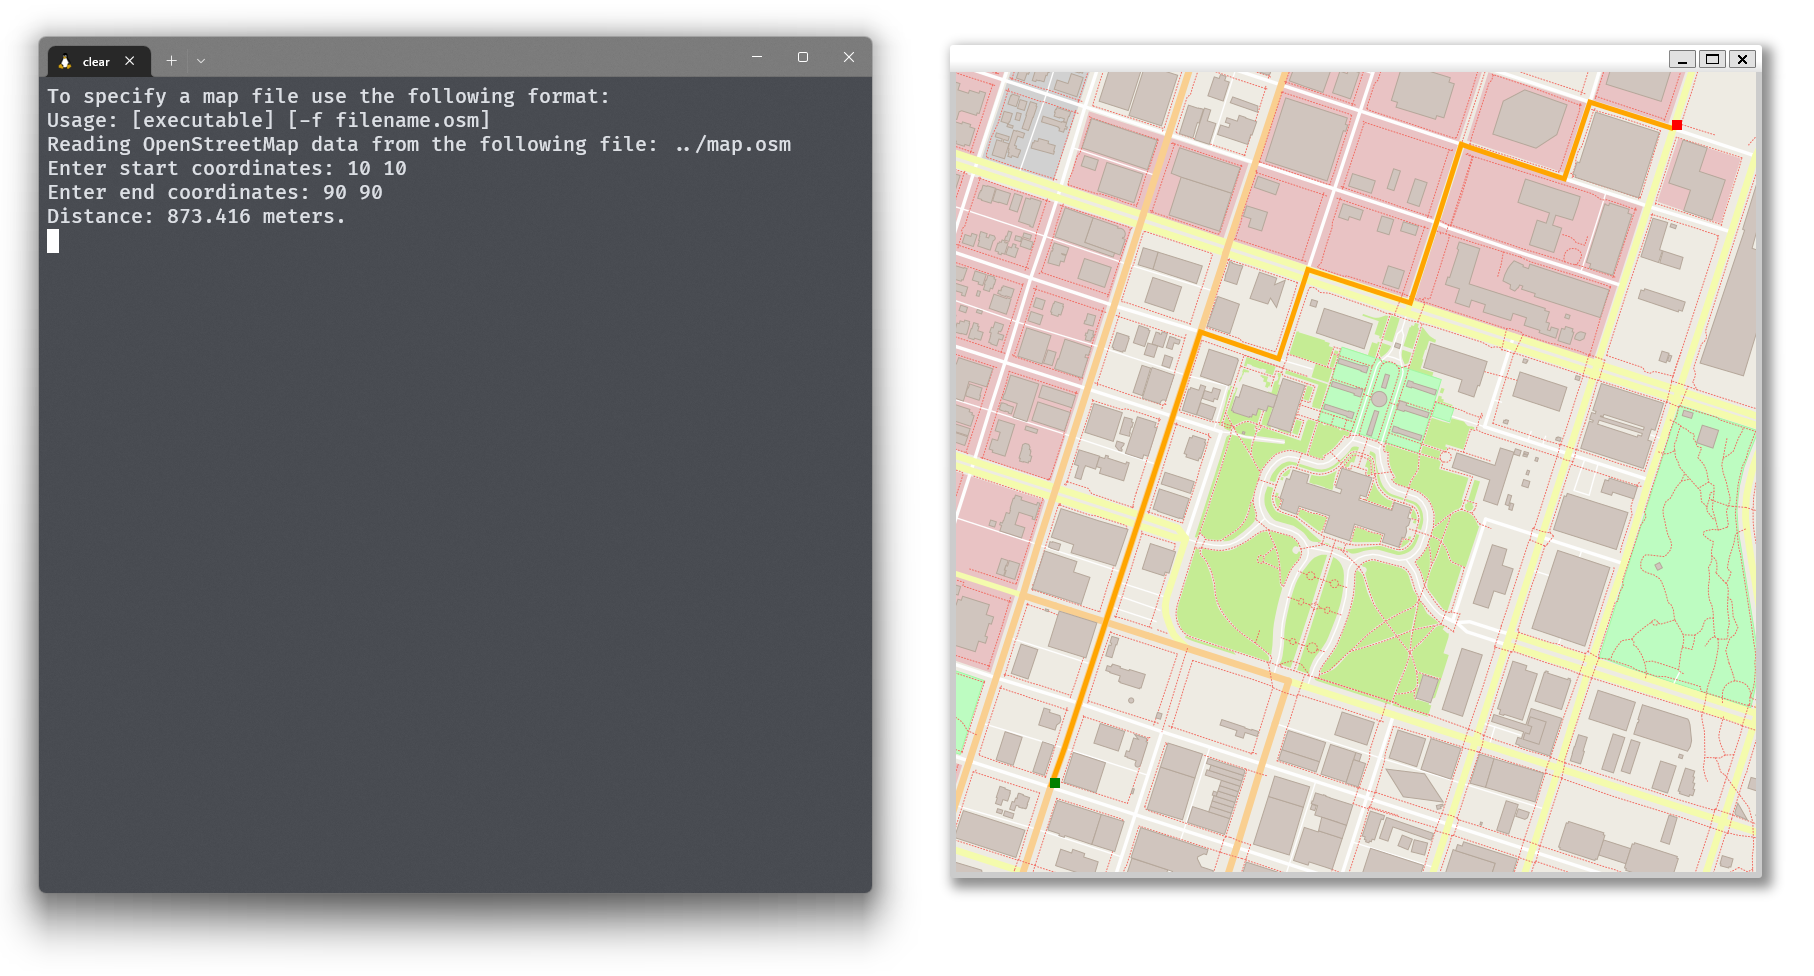 clear
To specify a map file use the following format:
Usage: [executable] [-f filename.osm]
Reading OpenStreetMap data from the following file: ../map.osm
Enter start coordinates: 10 10
Enter end coordinates: 90 90
Distance: 873.416 meters.